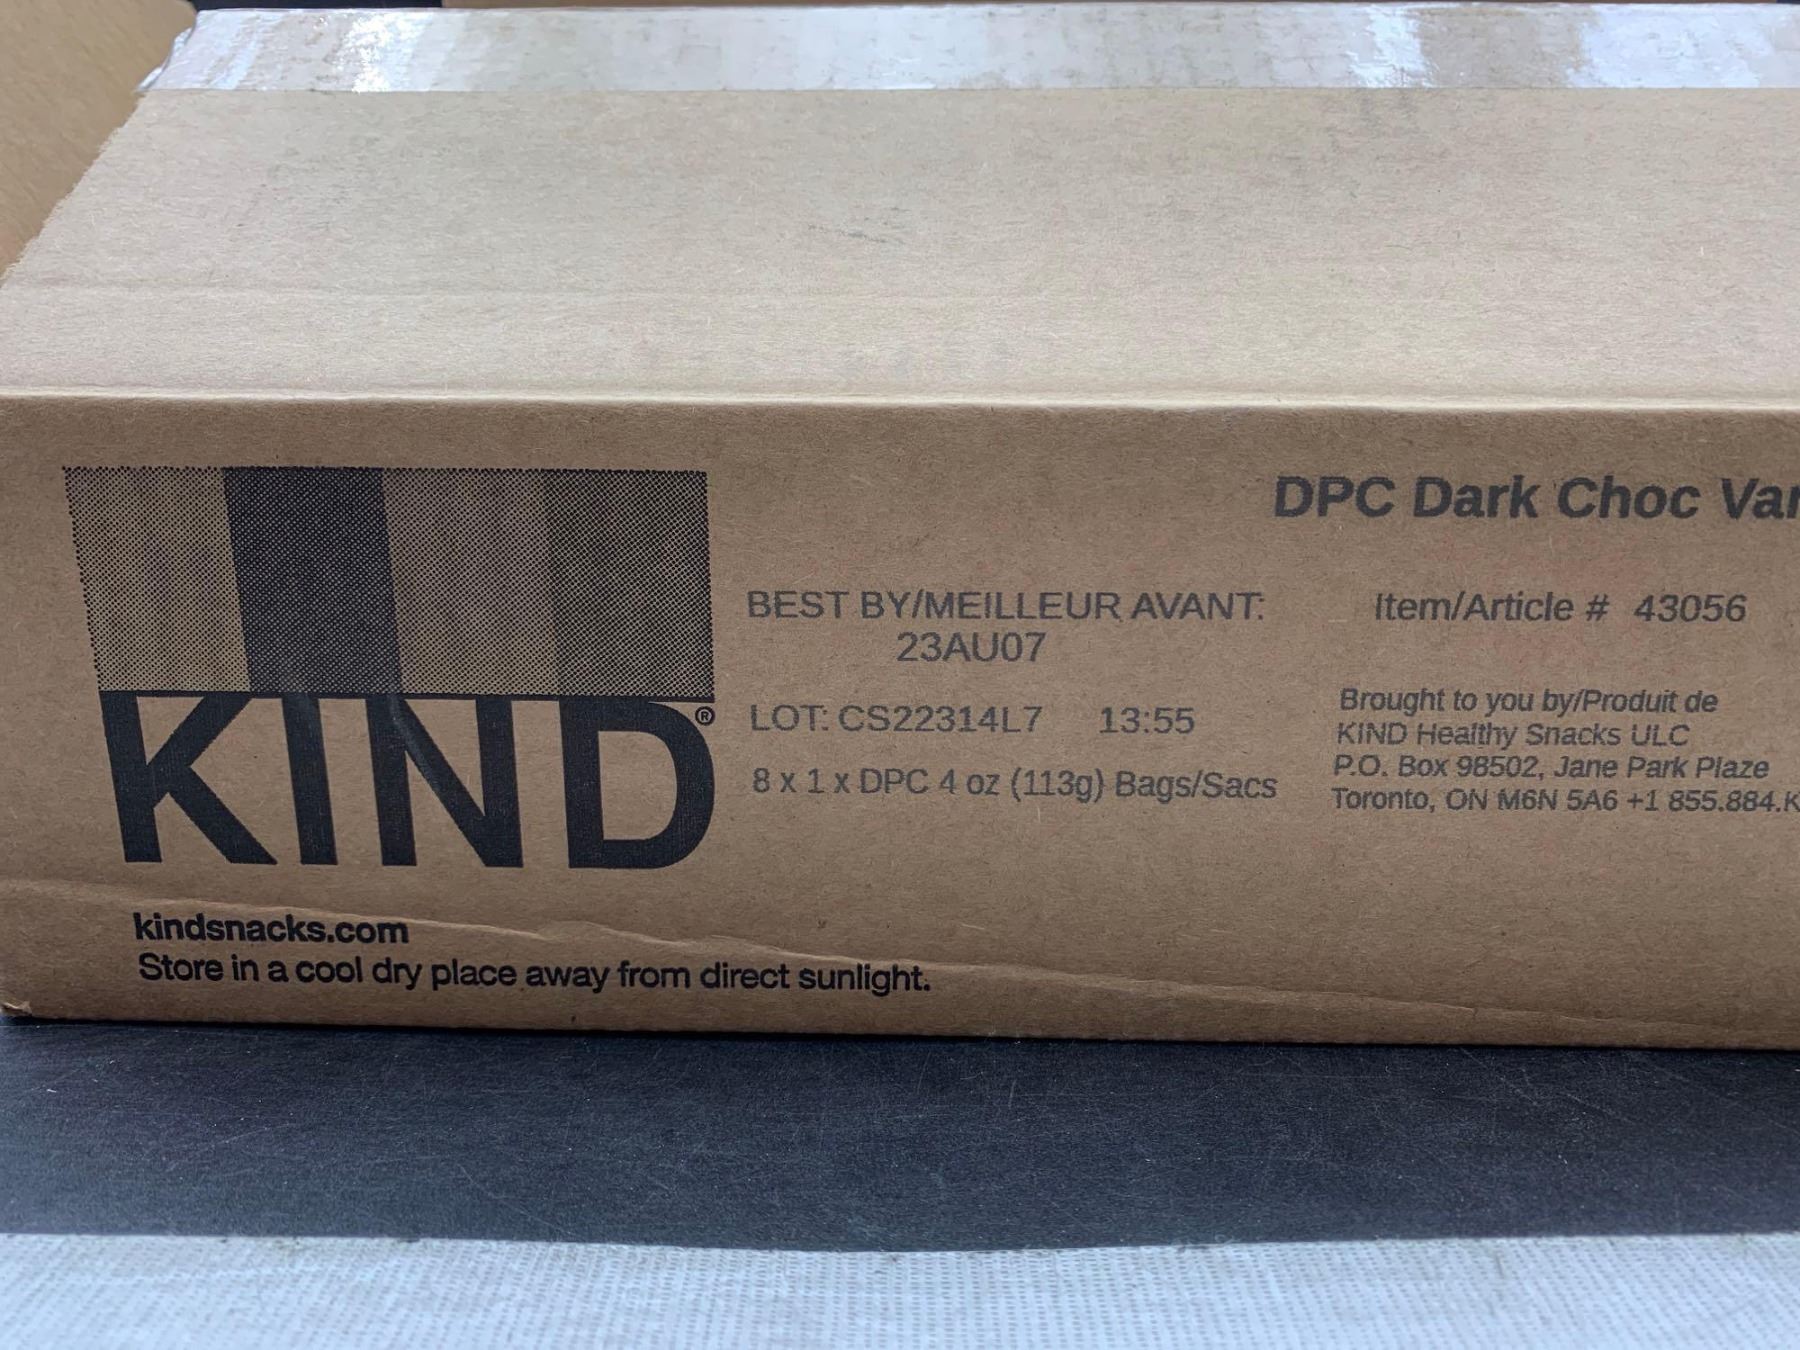 KIND®
kindsnacks.com
Store in a cool dry place away from direct sunlight.
BEST BY/MEILLEUR AVANT:
23AU07
LOT: CS22314L7 13:55
8 x 1 x DPC 4 oz (113g) Bags/Sacs
DPC Dark Choc Var
Item/Article # 43056
Brought to you by/Produit de
KIND Healthy Snacks ULC
P.O. Box 98502, Jane Park Plaze
Toronto, ON M6N 5A6 +1 855.884.K